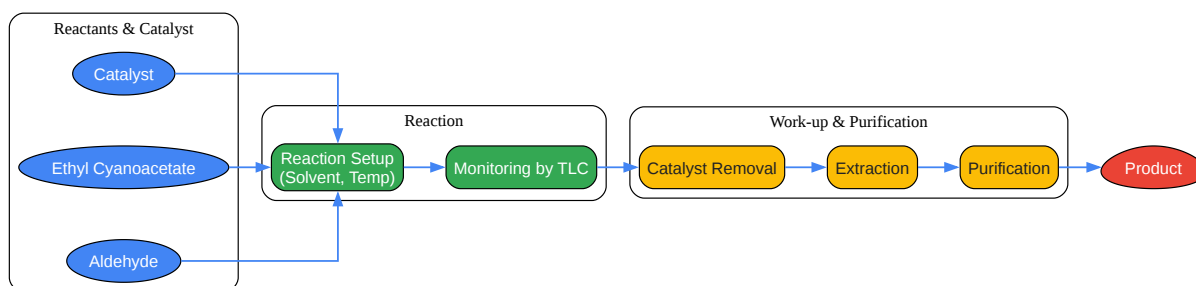 Reactants & Catalyst
Catalyst
Ethyl Cyanoacetate
Aldehyde
Reaction
Reaction Setup
(Solvent, Temp)
Monitoring by TLC
Work-up & Purification
Catalyst Removal
Extraction
Purification
Product